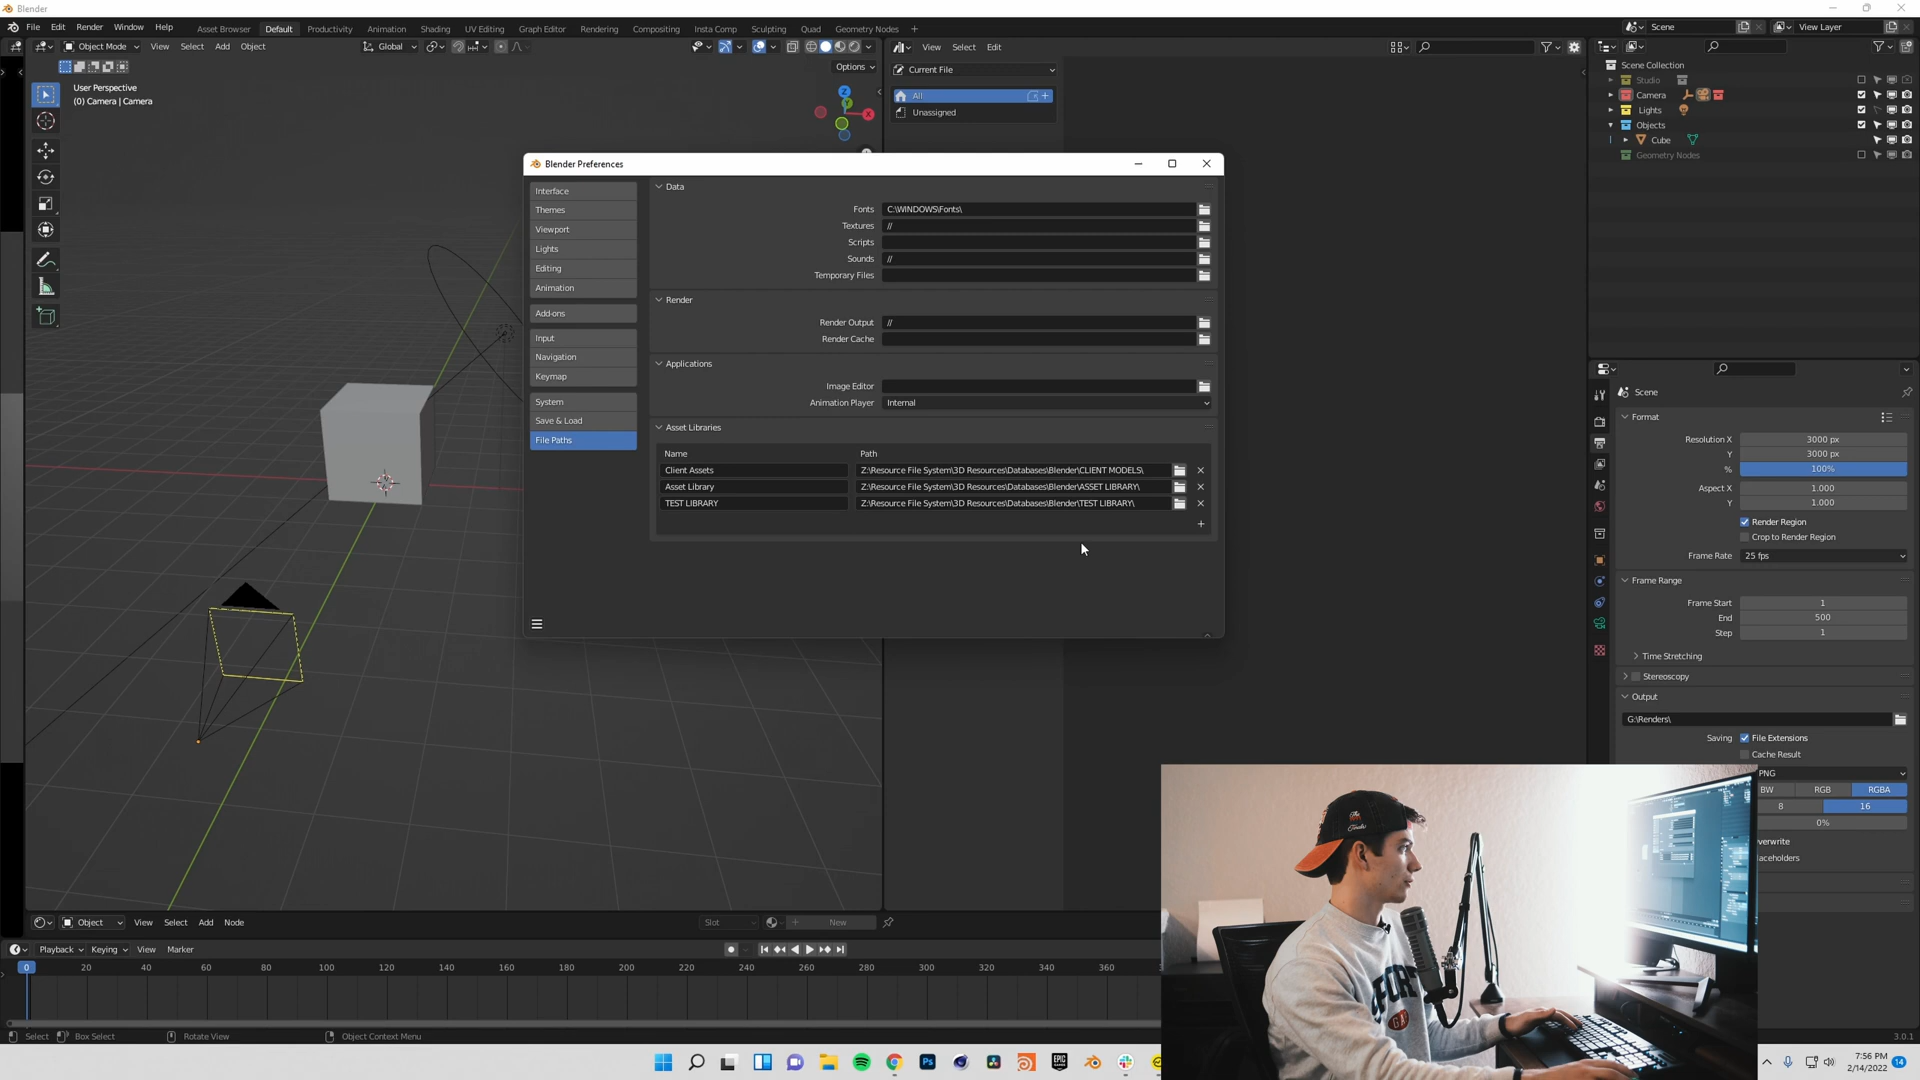 Blender
File Edit Render Window Help Asset Browser Default Productivity Animation Shading UV Editing Graph Editor Rendering Compositing Insta Comp Sculpting Quad Geometry Nodes + Scene View Layer
Object Mode View Select Add Object Global View Select Edit
Options Current File
User Perspective
(0) Camera | Camera
All
Unassigned
Scene Collection
Studio
Camera
Lights
Objects
Cube
Geometry Nodes
Z
Y
X
Blender Preferences
Interface
Themes
Viewport
Lights
Editing
Animation
Add-ons
Input
Navigation
Keymap
System
Save & Load
File Paths
Data
Fonts C:\WINDOWS\Fonts\
Textures //
Scripts
Sounds //
Temporary Files
Render
Render Output //
Render Cache
Applications
Image Editor
Animation Player Internal
Asset Libraries
Name Path
Client Assets Z:\Resource File System\3D Resources\Databases\Blender\CLIENT MODELS\
Asset Library Z:\Resource File System\3D Resources\Databases\Blender\ASSET LIBRARY\
TEST LIBRARY Z:\Resource File System\3D Resources\Databases\Blender\TEST LIBRARY\
Scene
Format
Resolution X 3000 px
Y 3000 px
% 100%
Aspect X 1.000
Y 1.000
Render Region
Crop to Render Region
Frame Rate 25 fps
Frame Range
Frame Start 1
End 500
Step 1
Time Stretching
Stereoscopy
Output
G:\Renders\
Saving File Extensions
Cache Result
PNG
BW RGB RGBA
8 16
0%
verwrite
laceholders
Object View Select Add Node Slot New
Playback Keying View Marker
0 20 40 60 80 100 120 140 160 180 200 220 240 260 280 300 320 340 360
Select Box Select Rotate View Object Context Menu 3.0.1
Ps EPIC GAMES
7:56 PM
2/14/2022
14